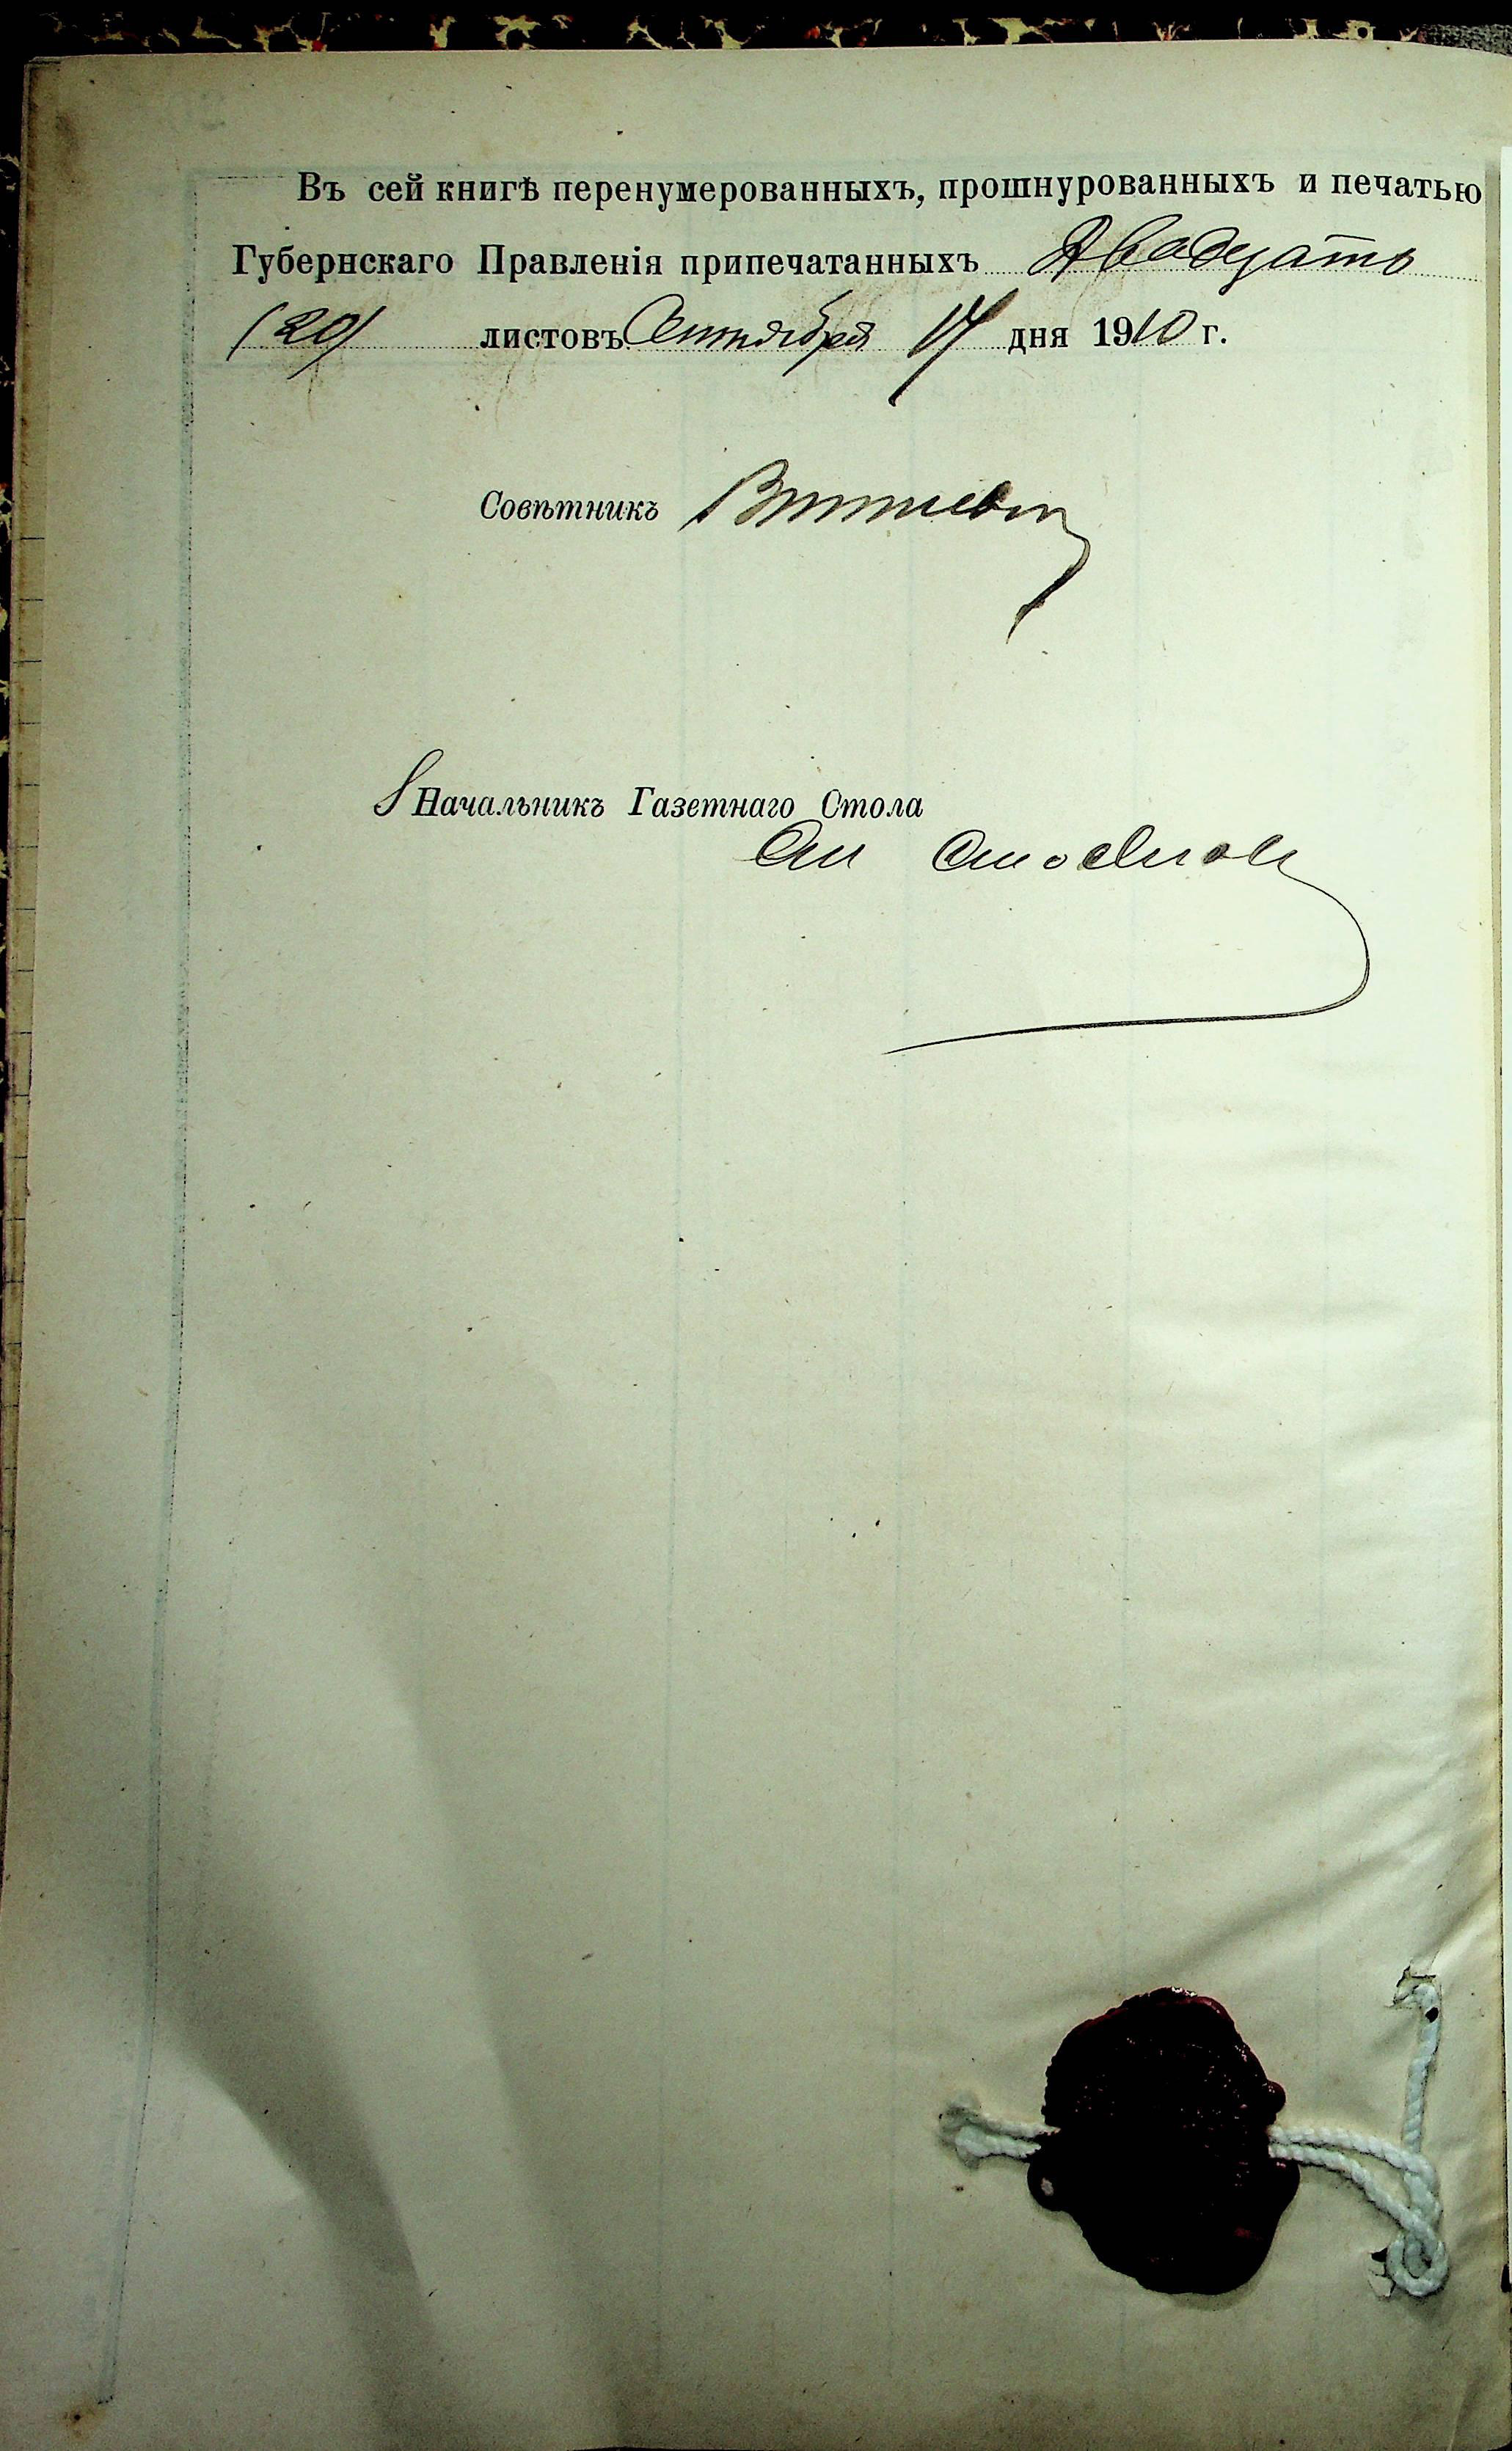 Въ сей книгѣ перенумерованныхъ, прошнурованныхъ и печатью
Губернскаго Правленія припечатанныхъ Двадцать
(20) листовъ Сентября 17 дня 1910 г.
Совѣтникъ
Начальникъ Газетнаго Стола